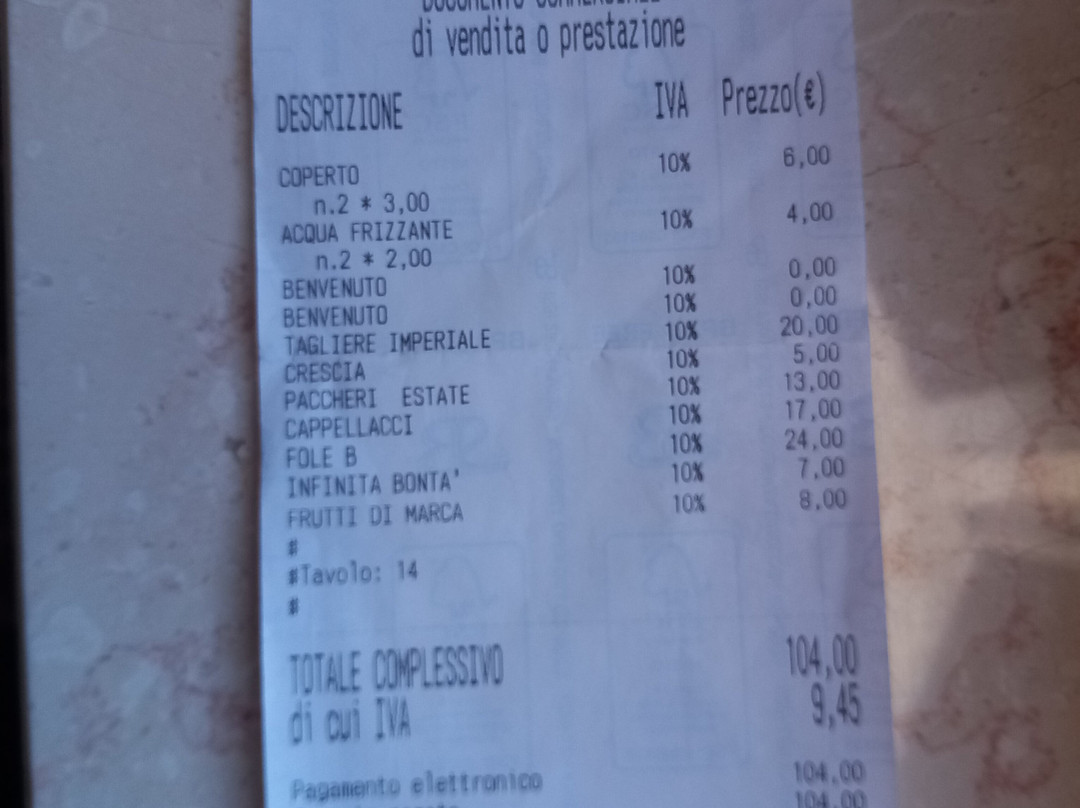 DOCUMENTO COMMERCIALE
di vendita o prestazione
DESCRIZIONE IVA Prezzo(€)
COPERTO 10% 6,00
n.2 * 3,00
ACQUA FRIZZANTE 10% 4,00
n.2 * 2,00
BENVENUTO 10% 0,00
BENVENUTO 10% 0,00
TAGLIERE IMPERIALE 10% 20,00
CRESCIA 10% 5,00
PACCHERI ESTATE 10% 13,00
CAPPELLACCI 10% 17,00
FOLE B 10% 24,00
INFINITA BONTA' 10% 7,00
FRUTTI DI MARCA 10% 8,00
#
#Tavolo: 14
#
TOTALE COMPLESSIVO 104,00
di cui IVA 9,45
Pagamento elettronico 104,00
104,00